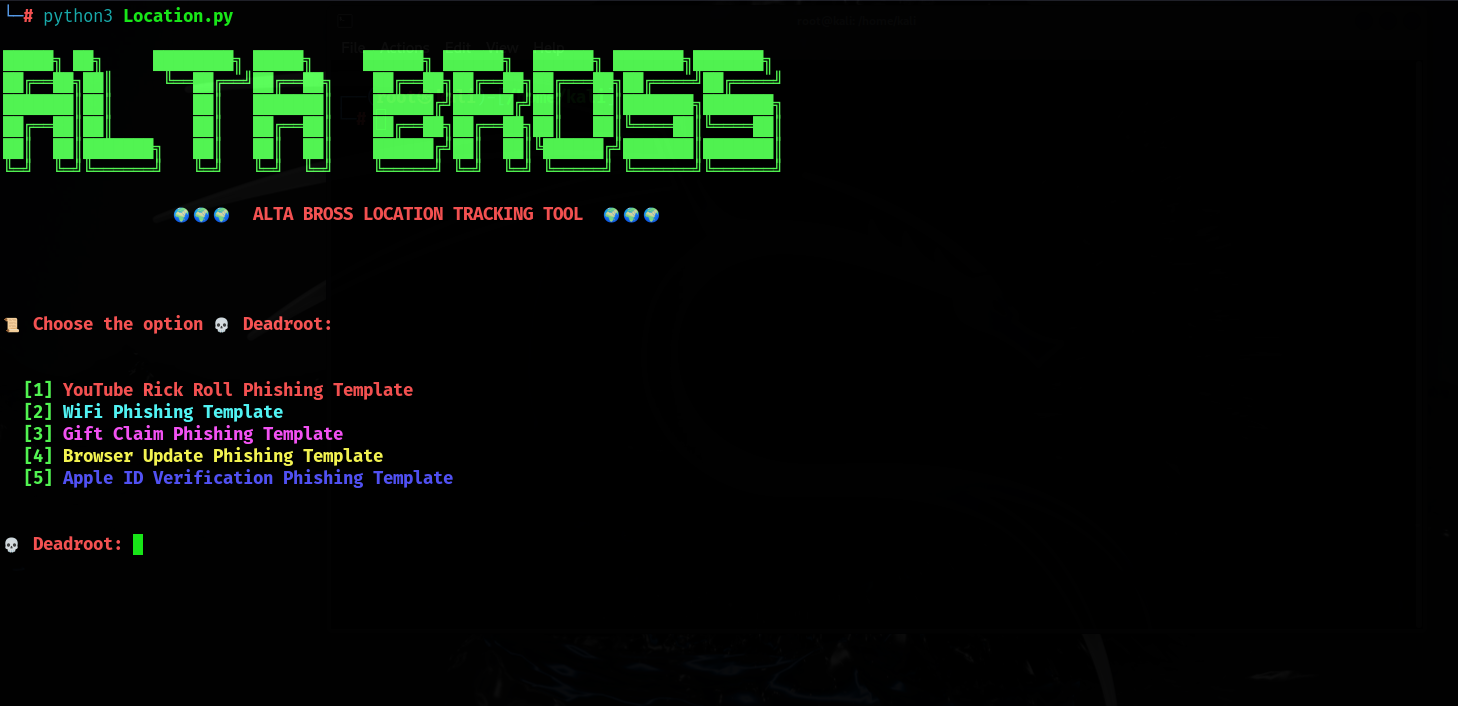 └─# python3 Location.py
ALTA BROSS
🌍🌍🌍 ALTA BROSS LOCATION TRACKING TOOL 🌍🌍🌍
📜 Choose the option 💀 Deadroot:
[1] YouTube Rick Roll Phishing Template
[2] WiFi Phishing Template
[3] Gift Claim Phishing Template
[4] Browser Update Phishing Template
[5] Apple ID Verification Phishing Template
💀 Deadroot: